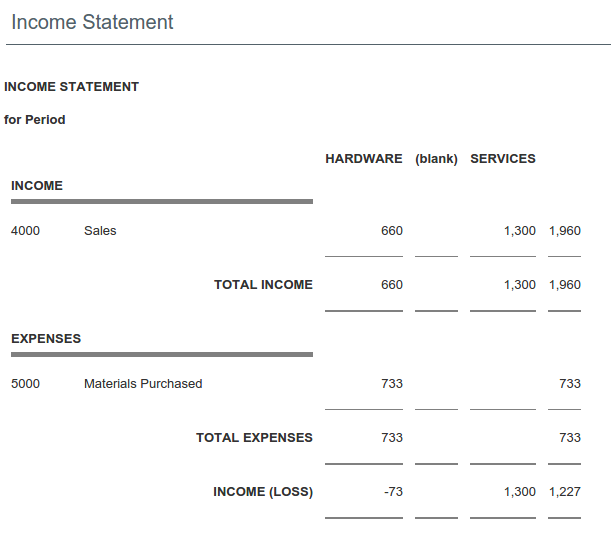 Income Statement
INCOME STATEMENT
for Period
HARDWARE (blank) SERVICES
INCOME
4000 Sales 660 1,300 1,960
TOTAL INCOME 660 1,300 1,960
EXPENSES
5000 Materials Purchased 733 733
TOTAL EXPENSES 733 733
INCOME (LOSS) -73 1,300 1,227